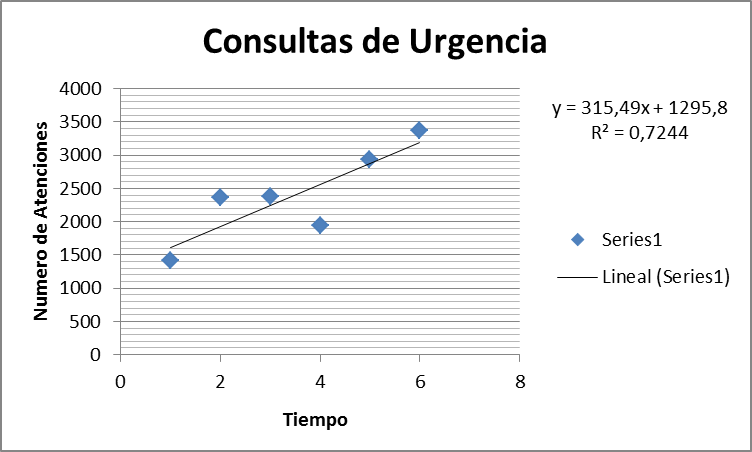 Consultas de Urgencia
y = 315,49x + 1295,8
R² = 0,7244
Numero de Atenciones
4000
3500
3000
2500
2000
1500
1000
500
0
0 2 4 6 8
Tiempo
Series1
Lineal (Series1)